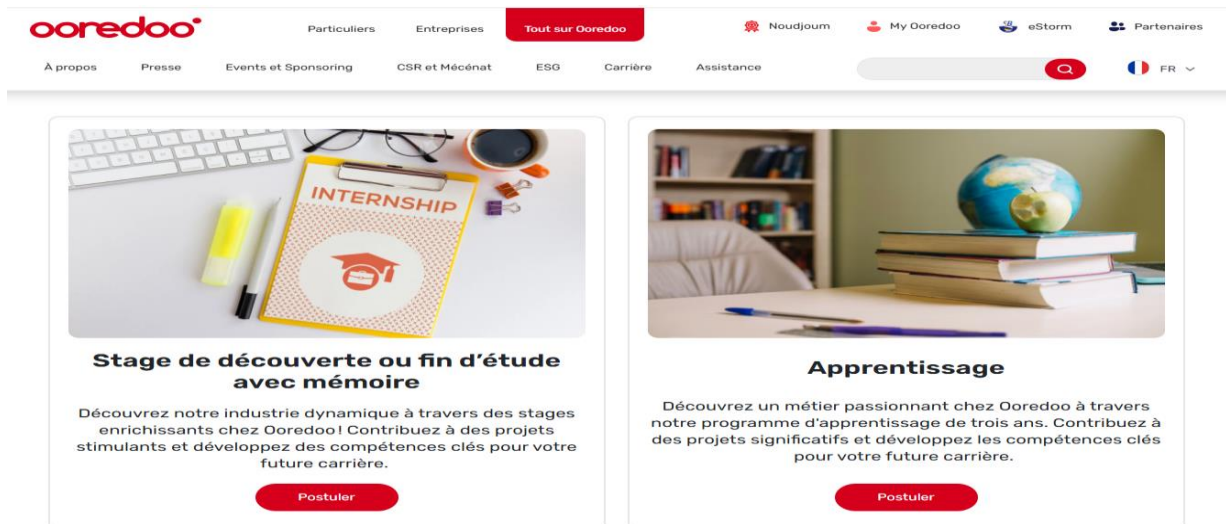 ooredoo
Particuliers Entreprises Tout sur Ooredoo Noudjoum My Ooredoo eStorm Partenaires
À propos Presse Events et Sponsoring CSR et Mécénat ESG Carrière Assistance FR
INTERNSHIP
Stage de découverte ou fin d'étude
avec mémoire
Découvrez notre industrie dynamique à travers des stages
enrichissants chez Ooredoo! Contribuez à des projets
stimulants et développez des compétences clés pour votre
future carrière.
Postuler
Apprentissage
Découvrez un métier passionnant chez Ooredoo à travers
notre programme d'apprentissage de trois ans. Contribuez à
des projets significatifs et développez les compétences clés
pour votre future carrière.
Postuler